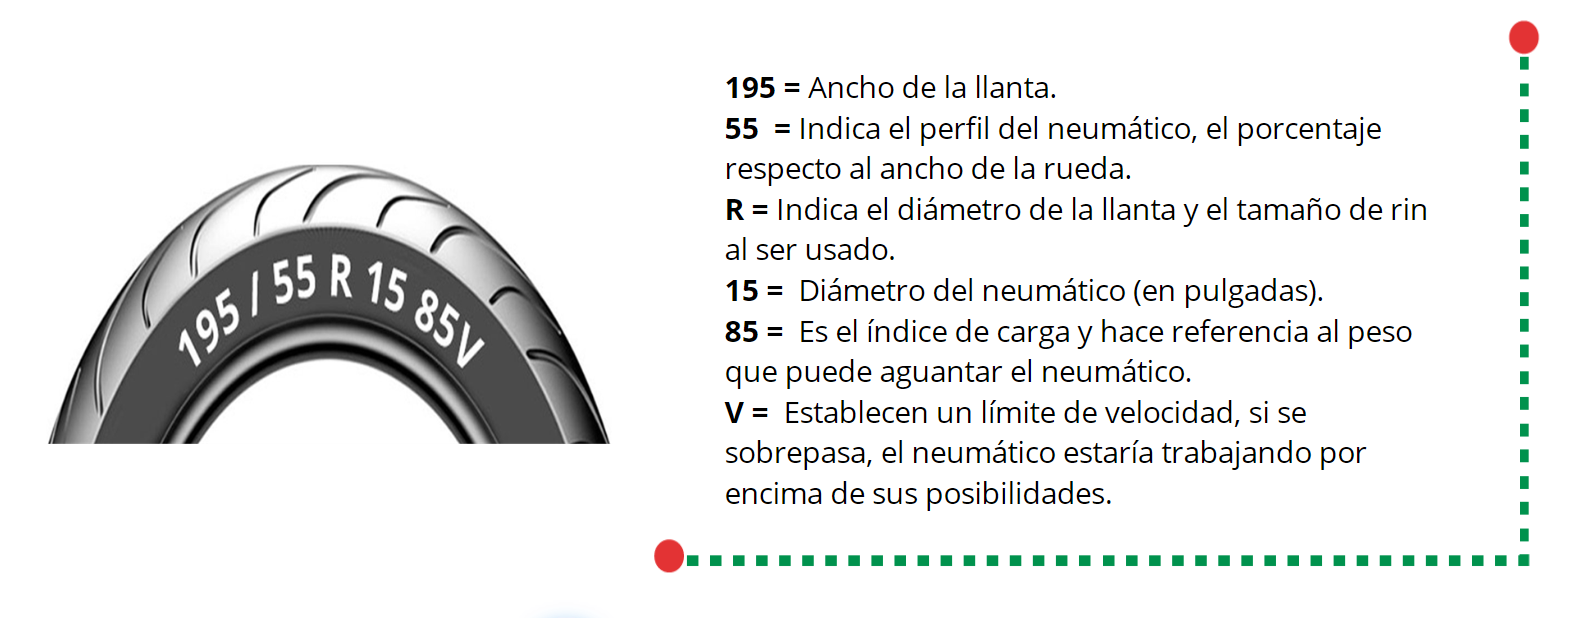 195 / 55 R 15 85V
195 = Ancho de la llanta.
55 = Indica el perfil del neumático, el porcentaje
respecto al ancho de la rueda.
R = Indica el diámetro de la llanta y el tamaño de rin
al ser usado.
15 = Diámetro del neumático (en pulgadas).
85 = Es el índice de carga y hace referencia al peso
que puede aguantar el neumático.
V = Establecen un límite de velocidad, si se
sobrepasa, el neumático estaría trabajando por
encima de sus posibilidades.